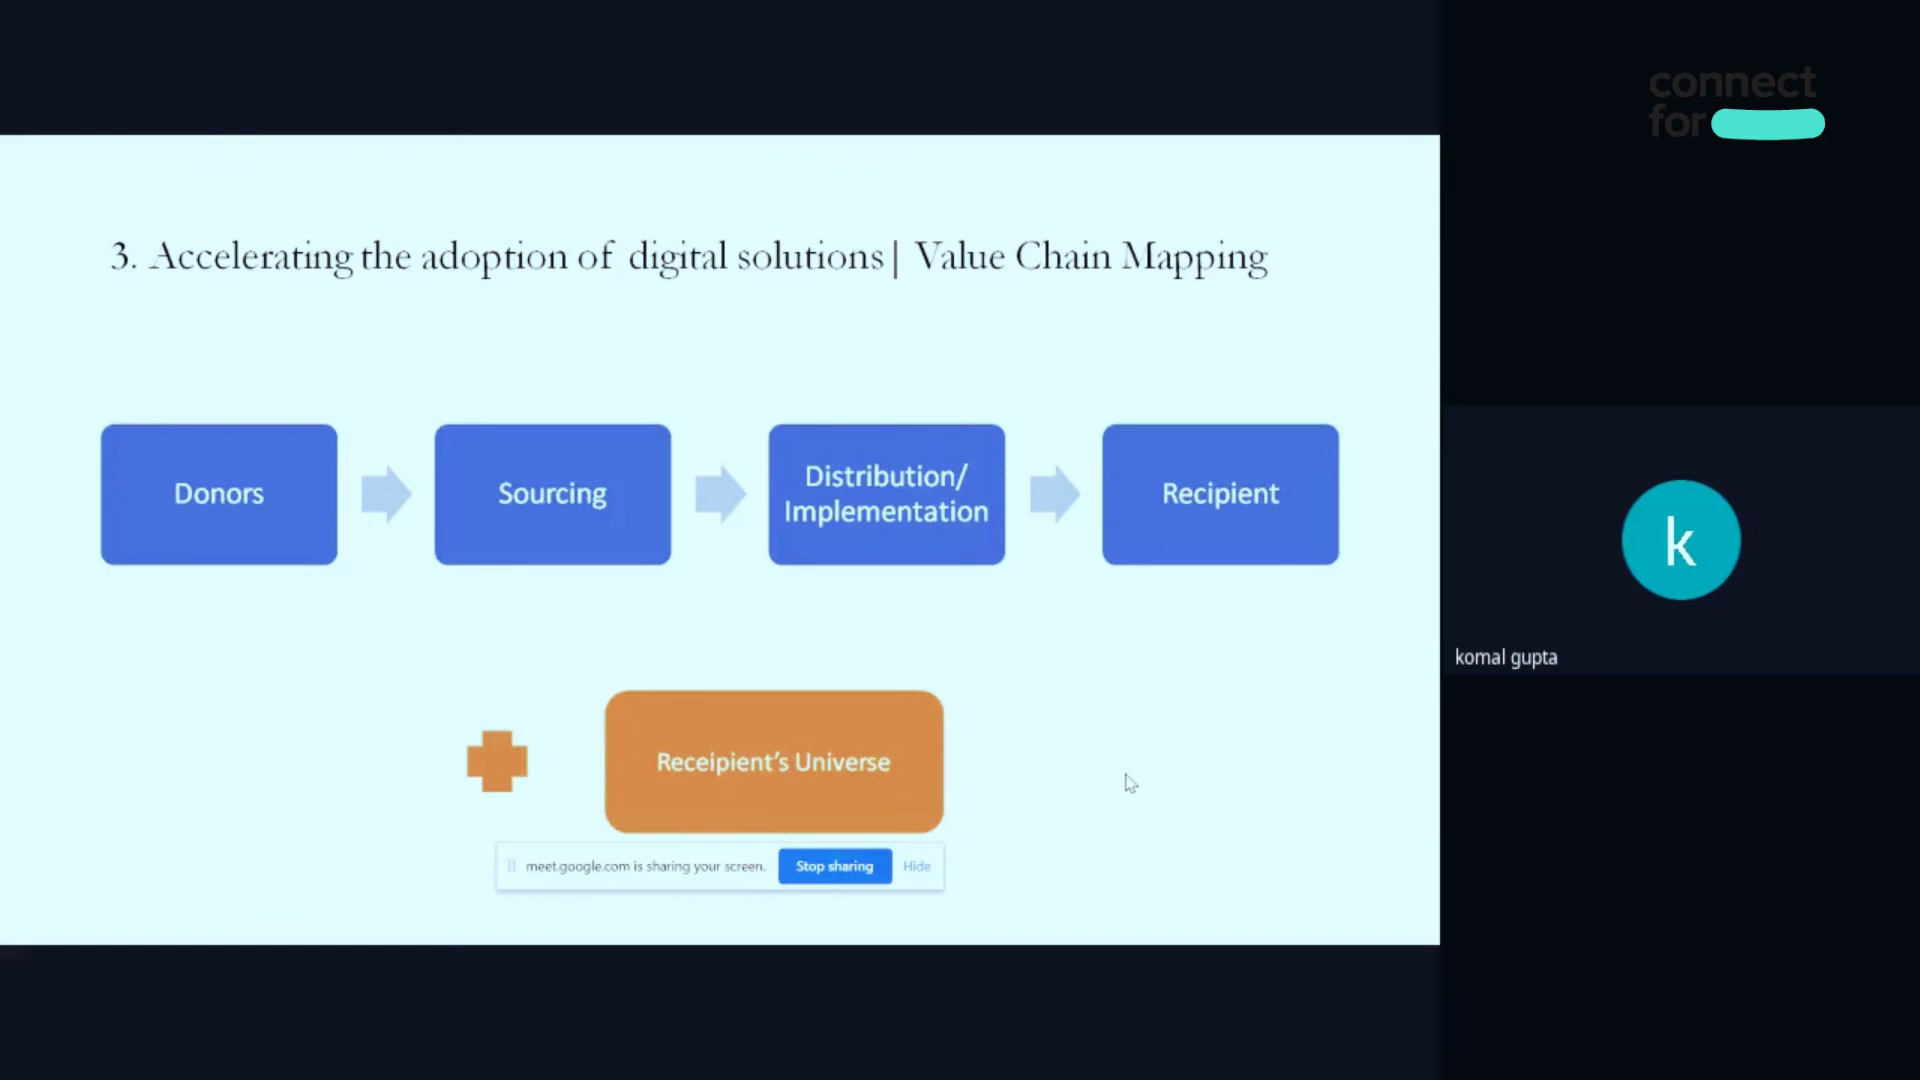 connect
for
3. Accelerating the adoption of digital solutions| Value Chain Mapping
Donors
Sourcing
Distribution/
Implementation
Recipient
k
komal gupta
Receipient's Universe
meet.google.com is sharing your screen. Stop sharing Hide